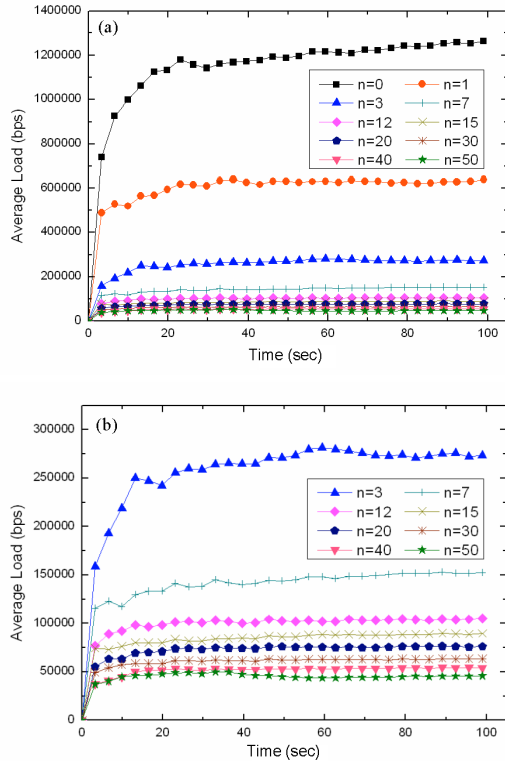 (a)
1400000
1200000
1000000
800000
600000
400000
200000
0
Average Load (bps)
n=0 n=1
n=3 n=7
n=12 n=15
n=20 n=30
n=40 n=50
0 20 40 60 80 100
Time (sec)
(b)
300000
250000
200000
150000
100000
50000
0
Average Load (bps)
n=3 n=7
n=12 n=15
n=20 n=30
n=40 n=50
0 20 40 60 80 100
Time (sec)